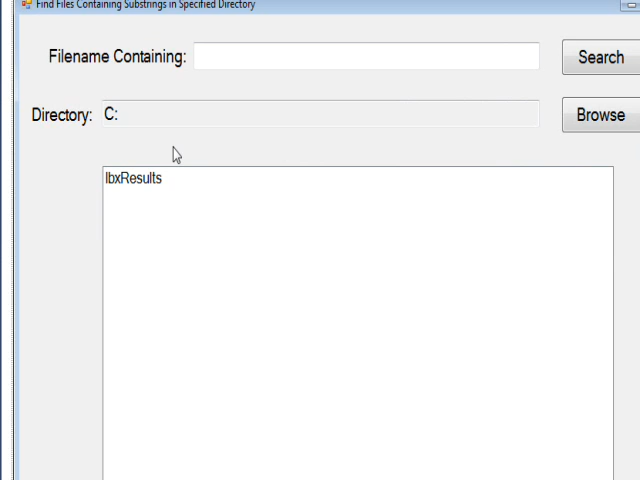 Find Files Containing Substrings in Specified Directory
Filename Containing:
Search
Directory:
C:
Browse
lbxResults